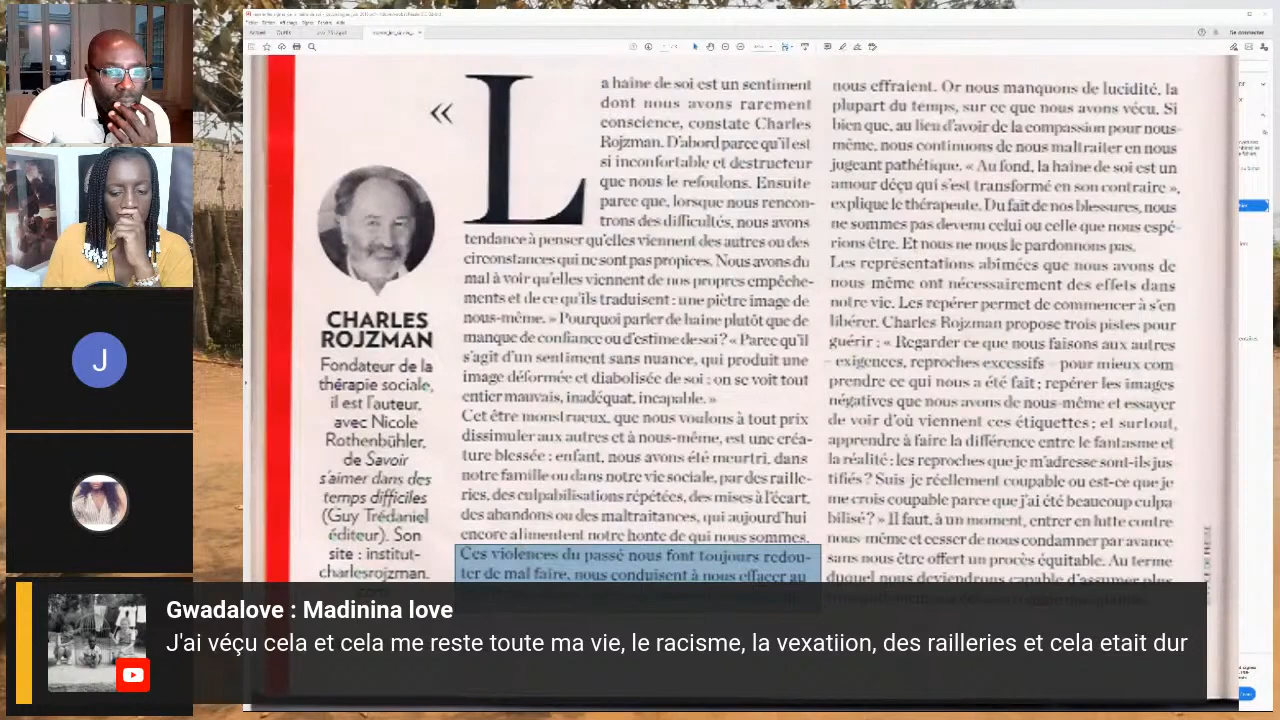 «
La haine de soi est un sentiment
dont nous avons rarement
conscience, constate Charles
Rojzman. D'abord parce qu'il est
si inconfortable et destructeur
que nous le refoulons. Ensuite
parce que, lorsque nous rencon-
trons des difficultés, nous avons
tendance à penser qu'elles viennent des autres ou des
circonstances qui ne sont pas propices. Nous avons du
mal à voir qu'elles viennent de nos propres empêche-
ments et de ce qu'ils traduisent : une piètre image de
nous-même. » Pourquoi parler de haine plutôt que de
manque de confiance ou d'estime de soi ? « Parce qu'il
s'agit d'un sentiment sans nuance, qui produit une
image déformée et diabolisée de soi : on se voit tout
entier mauvais, inadéquat, incapable. »
Cet être monstrueux, que nous voulons à tout prix
dissimuler aux autres et à nous-même, est une créa-
ture blessée : enfant, nous avons été meurtri, dans
notre famille ou dans notre vie sociale, par des raille-
ries, des culpabilisations répétées, des mises à l'écart,
des abandons ou des maltraitances, qui aujourd'hui
encore alimentent notre honte de qui nous sommes.
Ces violences du passé nous font toujours redou-
ter de mal faire, nous conduisent à nous effacer au
nous effraient. Or nous manquons de lucidité, la
plupart du temps, sur ce que nous avons vécu. Si
bien que, au lieu d'avoir de la compassion pour nous-
même, nous continuons de nous maltraiter en nous
jugeant pathétique. « Au fond, la haine de soi est un
amour déçu qui s'est transformé en son contraire »,
explique le thérapeute. Du fait de nos blessures, nous
ne sommes pas devenu celui ou celle que nous espé-
rions être. Et nous ne nous le pardonnons pas.
Les représentations abîmées que nous avons de
nous même ont nécessairement des effets dans
notre vie. Les repérer permet de commencer à s'en
libérer. Charles Rojzman propose trois pistes pour
guérir : « Regarder ce que nous faisons aux autres
– exigences, reproches excessifs – pour mieux com
prendre ce qui nous a été fait ; repérer les images
négatives que nous avons de nous-même et essayer
de voir d'où viennent ces étiquettes ; et surtout,
apprendre à faire la différence entre le fantasme et
la réalité : les reproches que je m'adresse sont-ils jus
tifiés ? Suis je réellement coupable ou est-ce que je
me crois coupable parce que j'ai été beaucoup culpa
bilisé ? » Il faut, à un moment, entrer en lutte contre
nous-même et cesser de nous condamner par avance
sans nous être offert un procès équitable. Au terme
duquel nous deviendrons capable d'assumer plus
CHARLES
ROJZMAN
Fondateur de la
thérapie sociale,
il est l'auteur,
avec Nicole
Rothenbühler,
de Savoir
s'aimer dans des
temps difficiles
(Guy Trédaniel
éditeur). Son
site : institut-
charlesrojzman.
J
Gwadalove : Madinina love
J'ai véçu cela et cela me reste toute ma vie, le racisme, la vexatiion, des railleries et cela etait dur